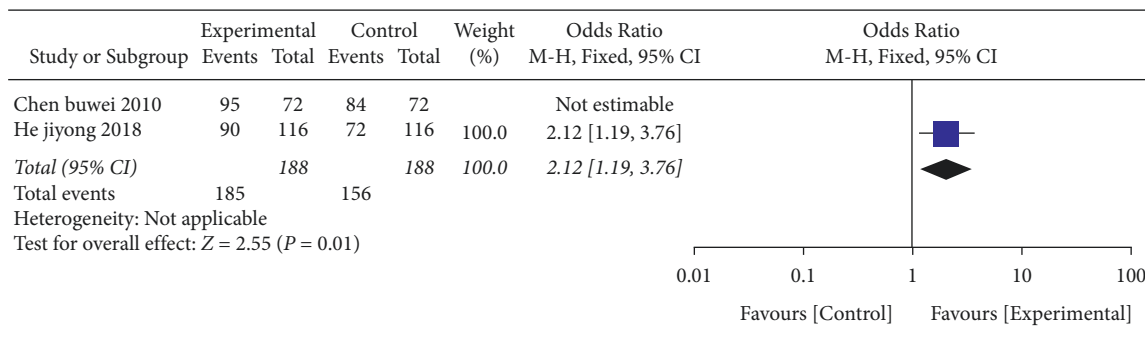 Experimental Control Weight Odds Ratio Odds Ratio
Study or Subgroup Events Total Events Total (%) M-H, Fixed, 95% CI M-H, Fixed, 95% CI
Chen buwei 2010 95 72 84 72 Not estimable
He jiyong 2018 90 116 72 116 100.0 2.12 [1.19, 3.76]
Total (95% CI) 188 188 100.0 2.12 [1.19, 3.76]
Total events 185 156
Heterogeneity: Not applicable
Test for overall effect: Z = 2.55 (P = 0.01)
0.01 0.1 1 10 100
Favours [Control] Favours [Experimental]